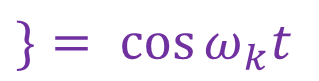 } = cos ωₖt